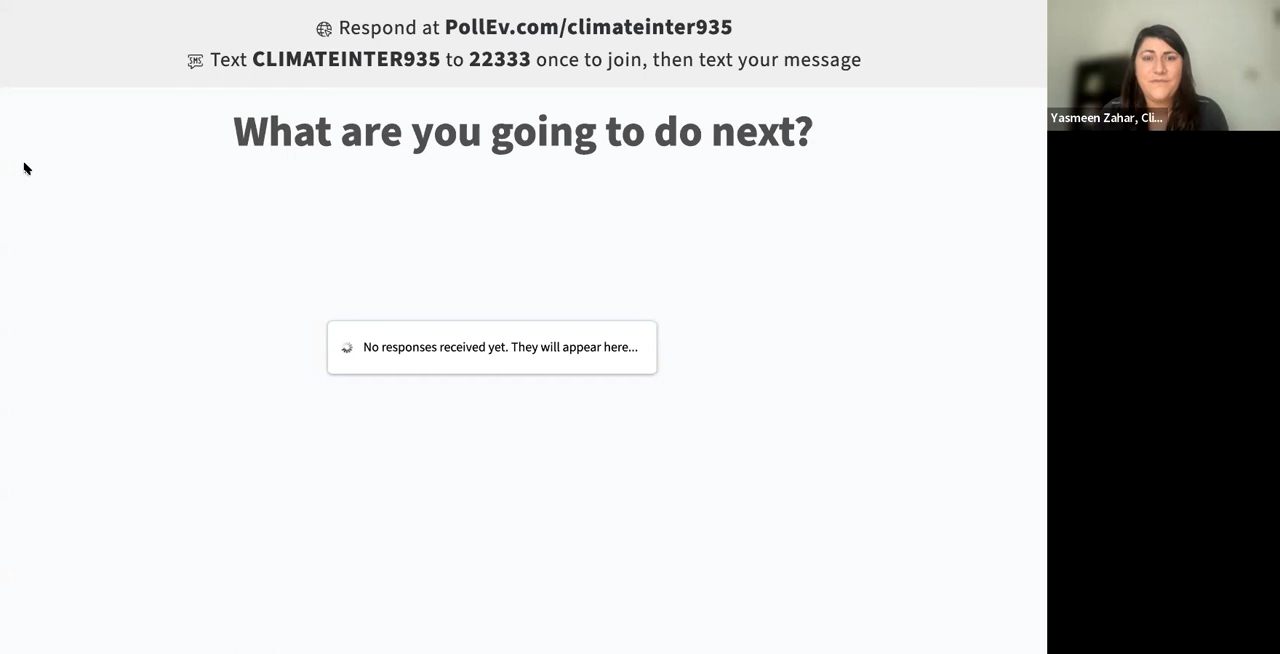 Respond at PollEv.com/climateinter935
Text CLIMATEINTER935 to 22333 once to join, then text your message
What are you going to do next?
No responses received yet. They will appear here...
Yasmeen Zahar, Cli...